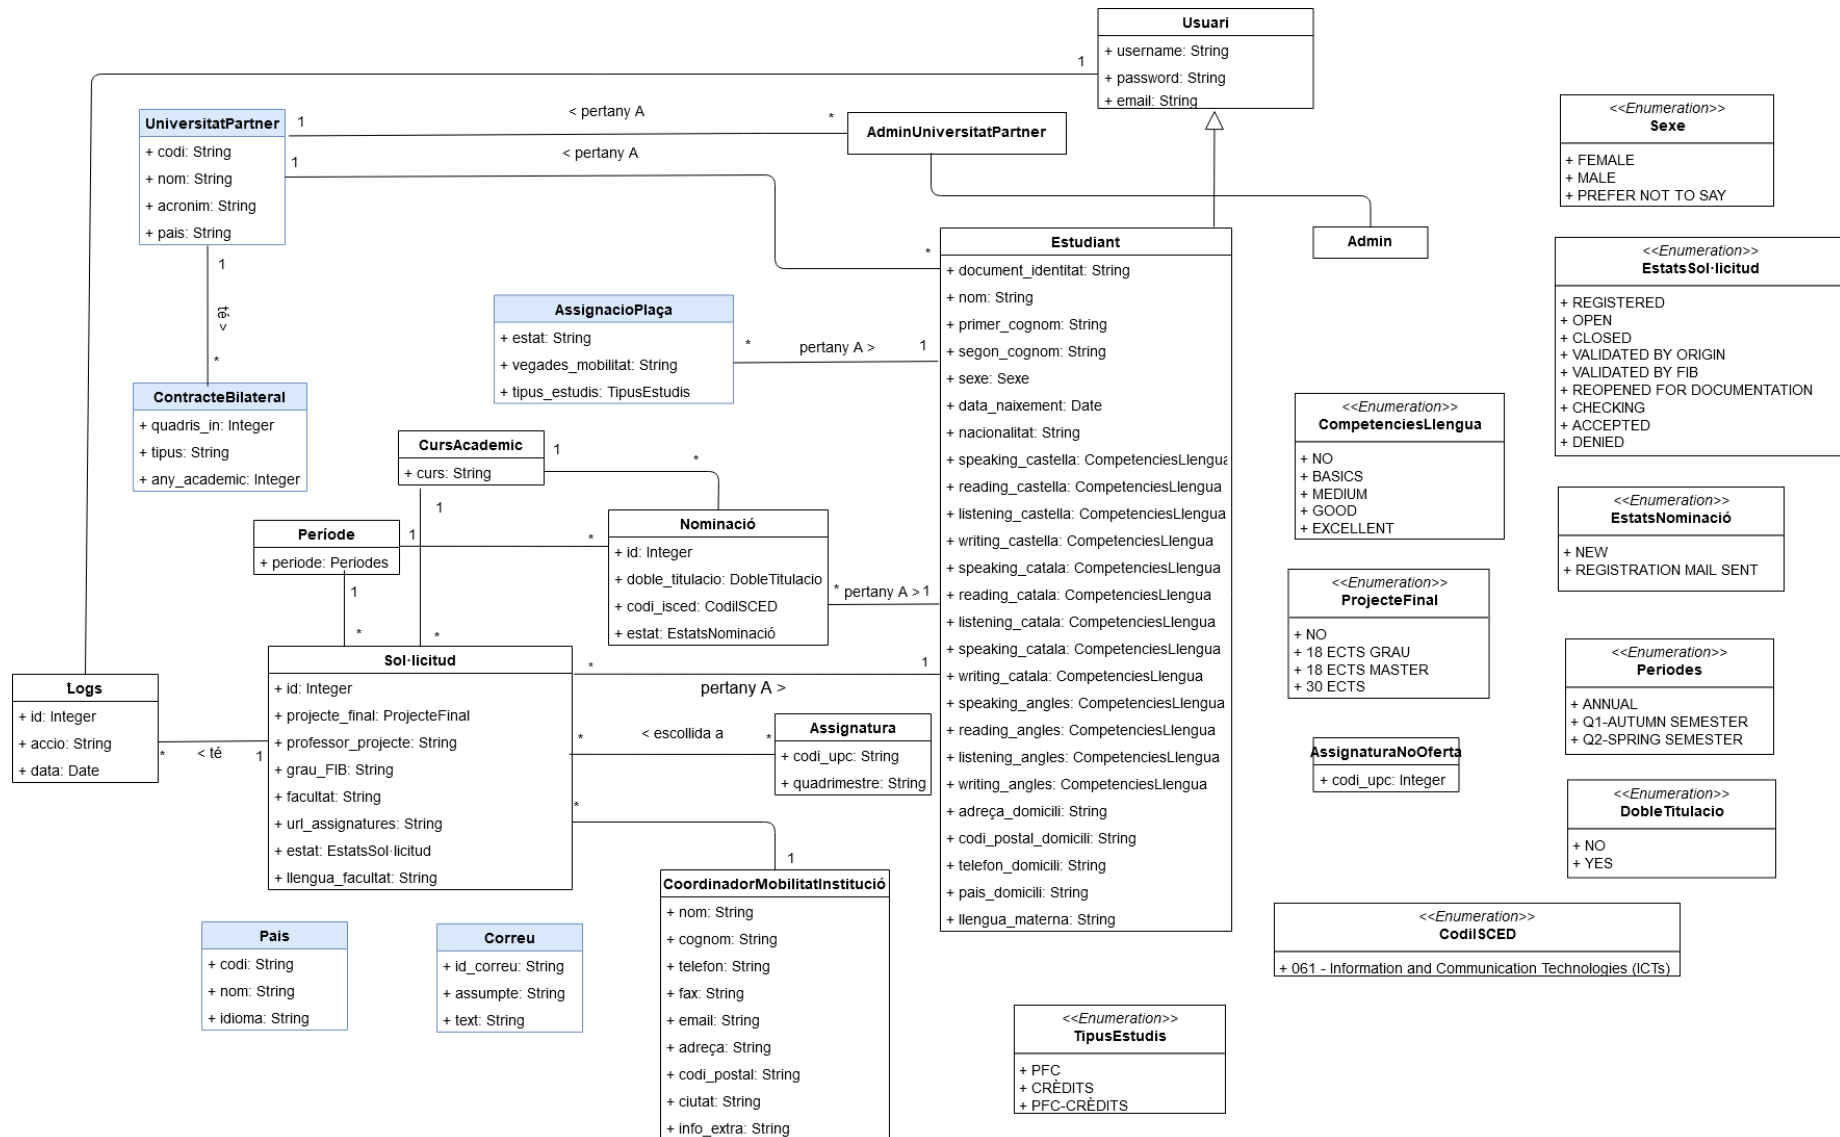 Usuari
+ username: String
+ password: String
+ email: String
1
< pertany A
1
*
AdminUniversitatPartner
< pertany A
1
*
UniversitatPartner
+ codi: String
+ nom: String
+ acronim: String
+ pais: String
1
té >
*
ContracteBilateral
+ quadris_in: Integer
+ tipus: String
+ any_academic: Integer
Admin
AssignacioPlaça
+ estat: String
+ vegades_mobilitat: String
+ tipus_estudis: TipusEstudis
*
pertany A >
1
Estudiant
+ document_identitat: String
+ nom: String
+ primer_cognom: String
+ segon_cognom: String
+ sexe: Sexe
+ data_naixement: Date
+ nacionalitat: String
+ speaking_castella: CompetenciesLlengua
+ reading_castella: CompetenciesLlengua
+ listening_castella: CompetenciesLlengua
+ writing_castella: CompetenciesLlengua
+ speaking_catala: CompetenciesLlengua
+ reading_catala: CompetenciesLlengua
+ listening_catala: CompetenciesLlengua
+ speaking_catala: CompetenciesLlengua
+ writing_catala: CompetenciesLlengua
+ speaking_angles: CompetenciesLlengua
+ reading_angles: CompetenciesLlengua
+ listening_angles: CompetenciesLlengua
+ writing_angles: CompetenciesLlengua
+ adreça_domicili: String
+ codi_postal_domicili: String
+ telefon_domicili: String
+ pais_domicili: String
+ llengua_materna: String
CursAcademic
+ curs: String
1
*
1
*
Període
+ periode: Periodes
1
*
1
*
Nominació
+ id: Integer
+ doble_titulacio: DobleTitulacio
+ codi_isced: CodiISCED
+ estat: EstatsNominació
* pertany A > 1
Sol·licitud
+ id: Integer
+ projecte_final: ProjecteFinal
+ professor_projecte: String
+ grau_FIB: String
+ facultat: String
+ url_assignatures: String
+ estat: EstatsSol·licitud
+ llengua_facultat: String
*
1
pertany A >
Logs
+ id: Integer
+ accio: String
+ data: Date
*
< té
1
*
< escollida a
*
Assignatura
+ codi_upc: String
+ quadrimestre: String
*
1
CoordinadorMobilitatInstitució
+ nom: String
+ cognom: String
+ telefon: String
+ fax: String
+ email: String
+ adreça: String
+ codi_postal: String
+ ciutat: String
+ info_extra: String
Pais
+ codi: String
+ nom: String
+ idioma: String
Correu
+ id_correu: String
+ assumpte: String
+ text: String
<<Enumeration>>
Sexe
+ FEMALE
+ MALE
+ PREFER NOT TO SAY
<<Enumeration>>
EstatsSol·licitud
+ REGISTERED
+ OPEN
+ CLOSED
+ VALIDATED BY ORIGIN
+ VALIDATED BY FIB
+ REOPENED FOR DOCUMENTATION
+ CHECKING
+ ACCEPTED
+ DENIED
<<Enumeration>>
CompetenciesLlengua
+ NO
+ BASICS
+ MEDIUM
+ GOOD
+ EXCELLENT
<<Enumeration>>
EstatsNominació
+ NEW
+ REGISTRATION MAIL SENT
<<Enumeration>>
ProjecteFinal
+ NO
+ 18 ECTS GRAU
+ 18 ECTS MASTER
+ 30 ECTS
<<Enumeration>>
Periodes
+ ANNUAL
+ Q1-AUTUMN SEMESTER
+ Q2-SPRING SEMESTER
AssignaturaNoOferta
+ codi_upc: Integer
<<Enumeration>>
DobleTitulacio
+ NO
+ YES
<<Enumeration>>
CodiISCED
+ 061 - Information and Communication Technologies (ICTs)
<<Enumeration>>
TipusEstudis
+ PFC
+ CRÈDITS
+ PFC-CRÈDITS